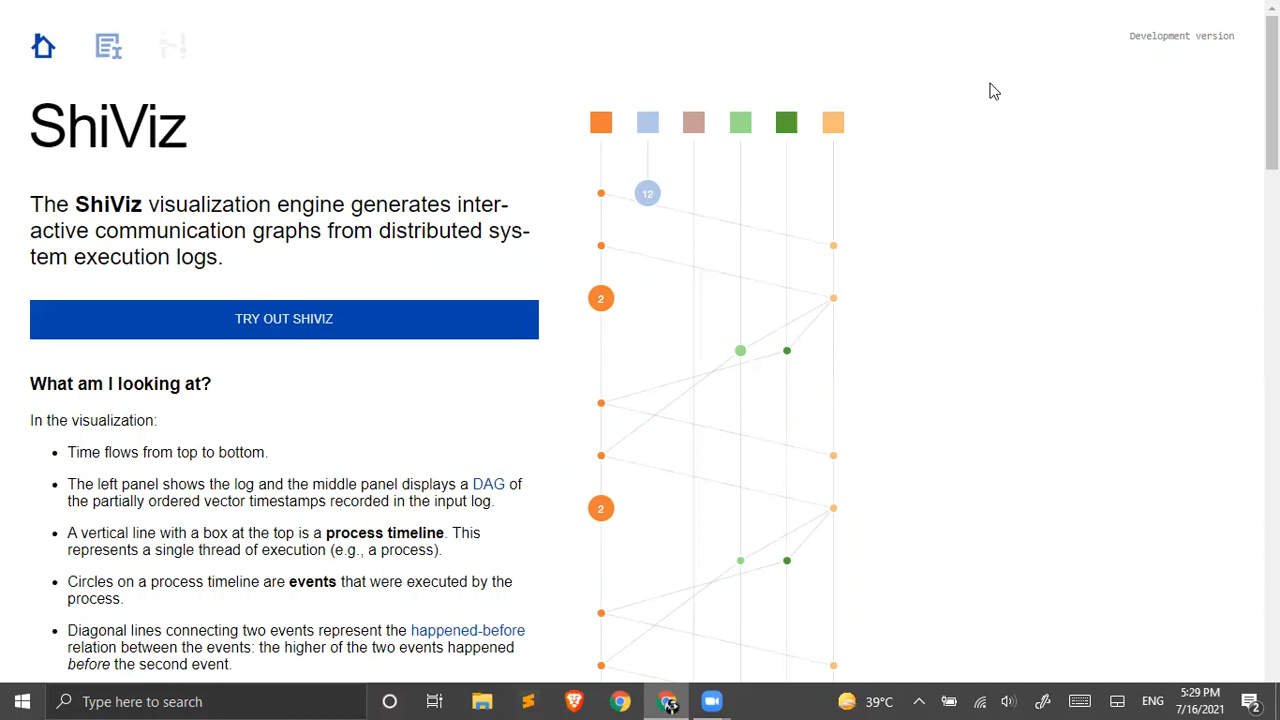 Development version
ShiViz
The ShiViz visualization engine generates inter-
active communication graphs from distributed sys-
tem execution logs.
TRY OUT SHIVIZ
What am I looking at?
In the visualization:
Time flows from top to bottom.
The left panel shows the log and the middle panel displays a DAG of
the partially ordered vector timestamps recorded in the input log.
A vertical line with a box at the top is a process timeline. This
represents a single thread of execution (e.g., a process).
Circles on a process timeline are events that were executed by the
process.
Diagonal lines connecting two events represent the happened-before
relation between the events: the higher of the two events happened
before the second event.
12
2
2
Type here to search
39°C
ENG
5:29 PM
7/16/2021
2